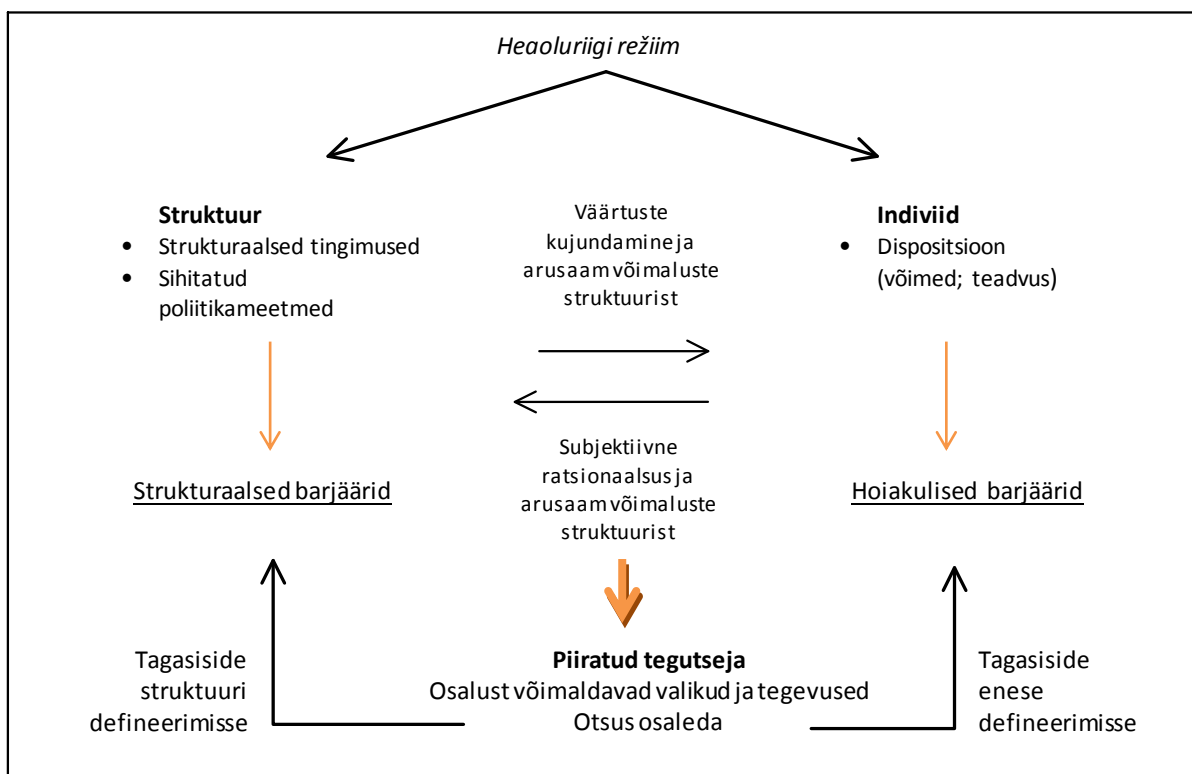 Heaoluriigi režiim
Struktuur
• Strukturaalsed tingimused
• Sihitatud
poliitikameetmed
Väärtuste
kujundamine ja
arusaam võimaluste
struktuurist
Indiviid
• Dispositsioon
(võimed; teadvus)
Strukturaalsed barjäärid
Subjektiivne
ratsionaalsus ja
arusaam võimaluste
struktuurist
Hoiakulised barjäärid
Tagasiside
struktuuri
defineerimisse
Piiratud tegutseja
Osalust võimaldavad valikud ja tegevused
Otsus osaleda
Tagasiside
enese
defineerimisse